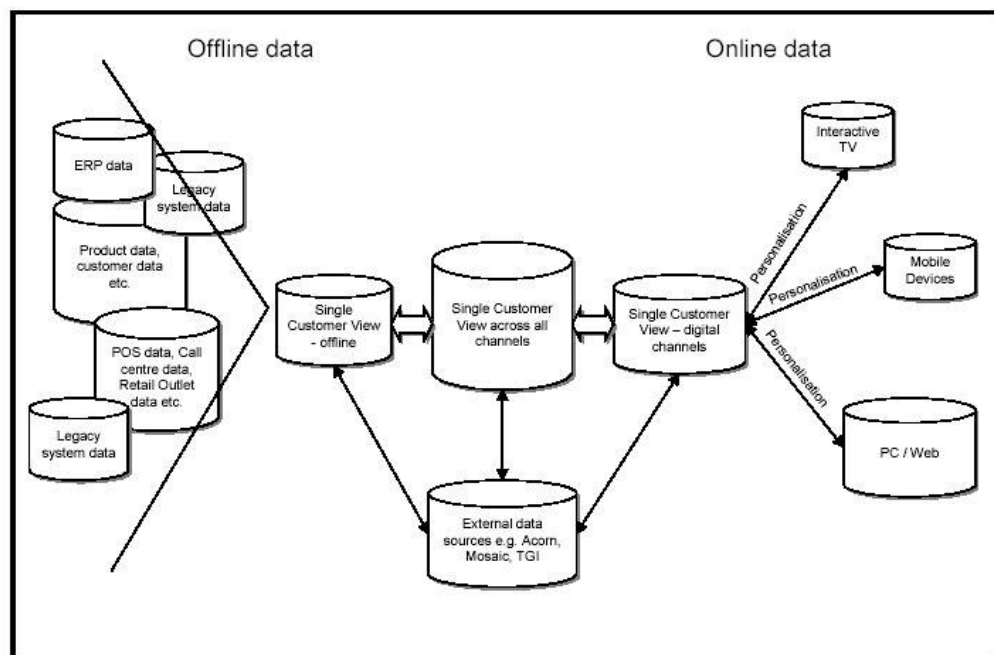 Offline data
Online data
ERP data
Legacy
system data
Product data,
customer data
etc.
POS data, Call
centre data,
Retail Outlet
data etc.
Legacy
system data
Single
Customer View
- offline
Single Customer
View across all
channels
Single Customer
View – digital
channels
External data
sources e.g. Acorn,
Mosaic, TGI
Personalisation
Personalisation
Personalisation
Interactive
TV
Mobile
Devices
PC / Web